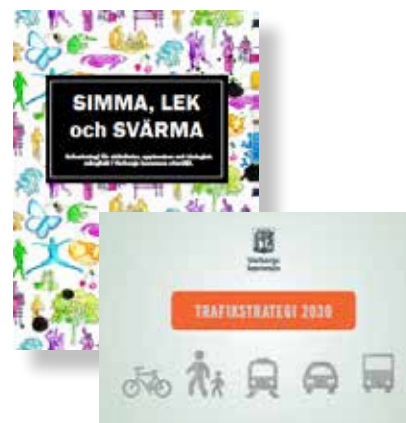 SIMMA, LEK
och SVÄRMA
Varbergs
kommun
TRAFIKSTRATEGI 2030